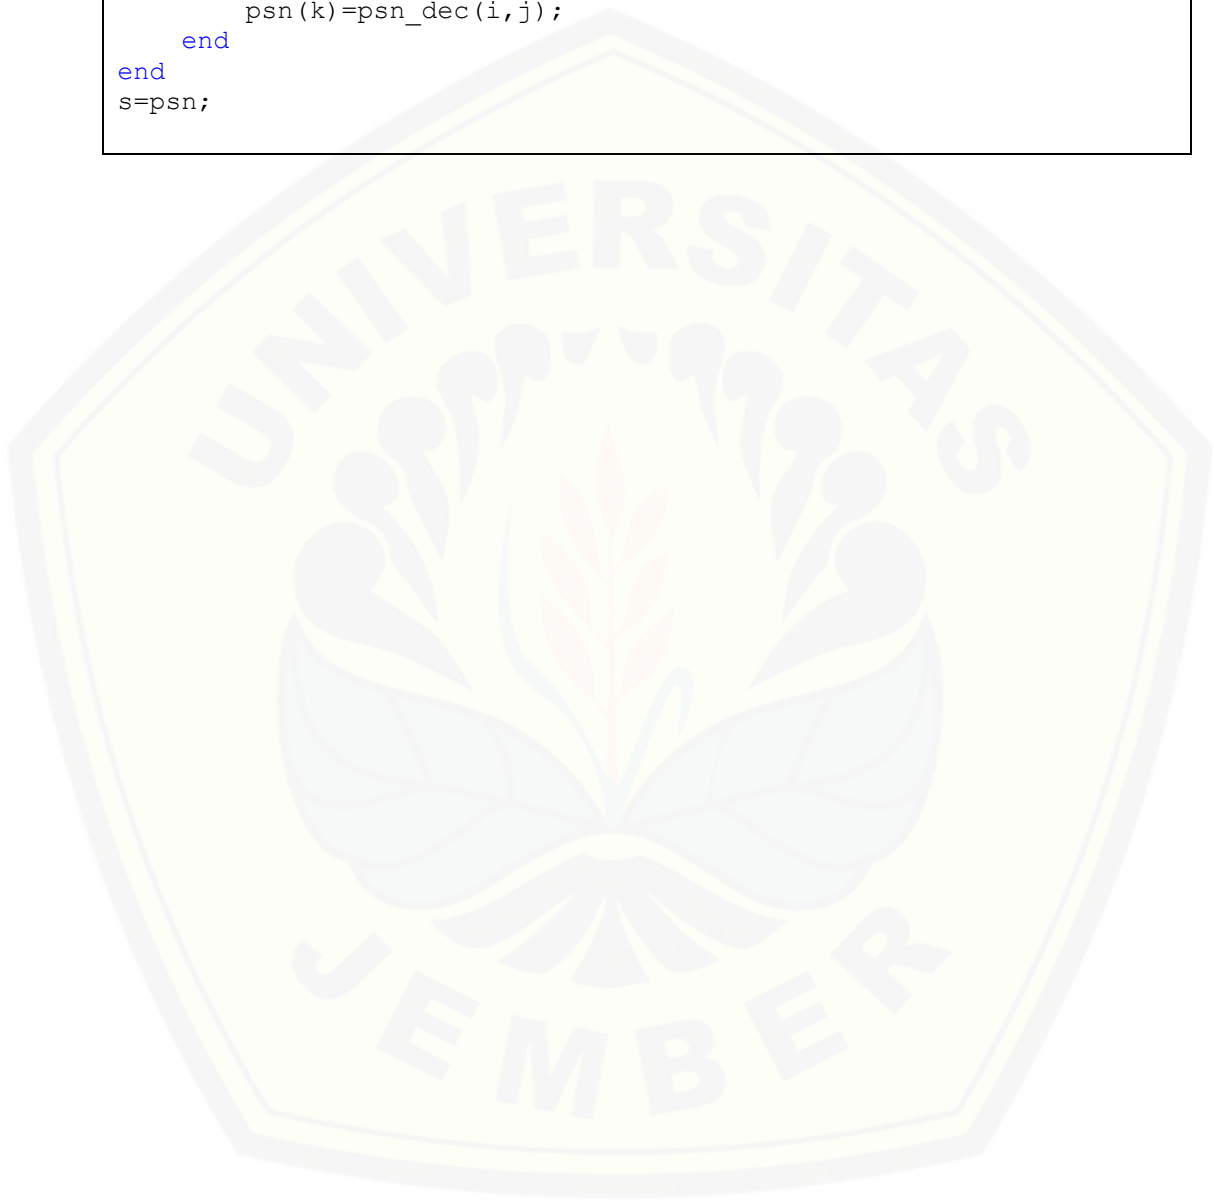 psn(k)=psn_dec(i,j);
    end
end
s=psn;
UNIVERSITAS
JEMBER